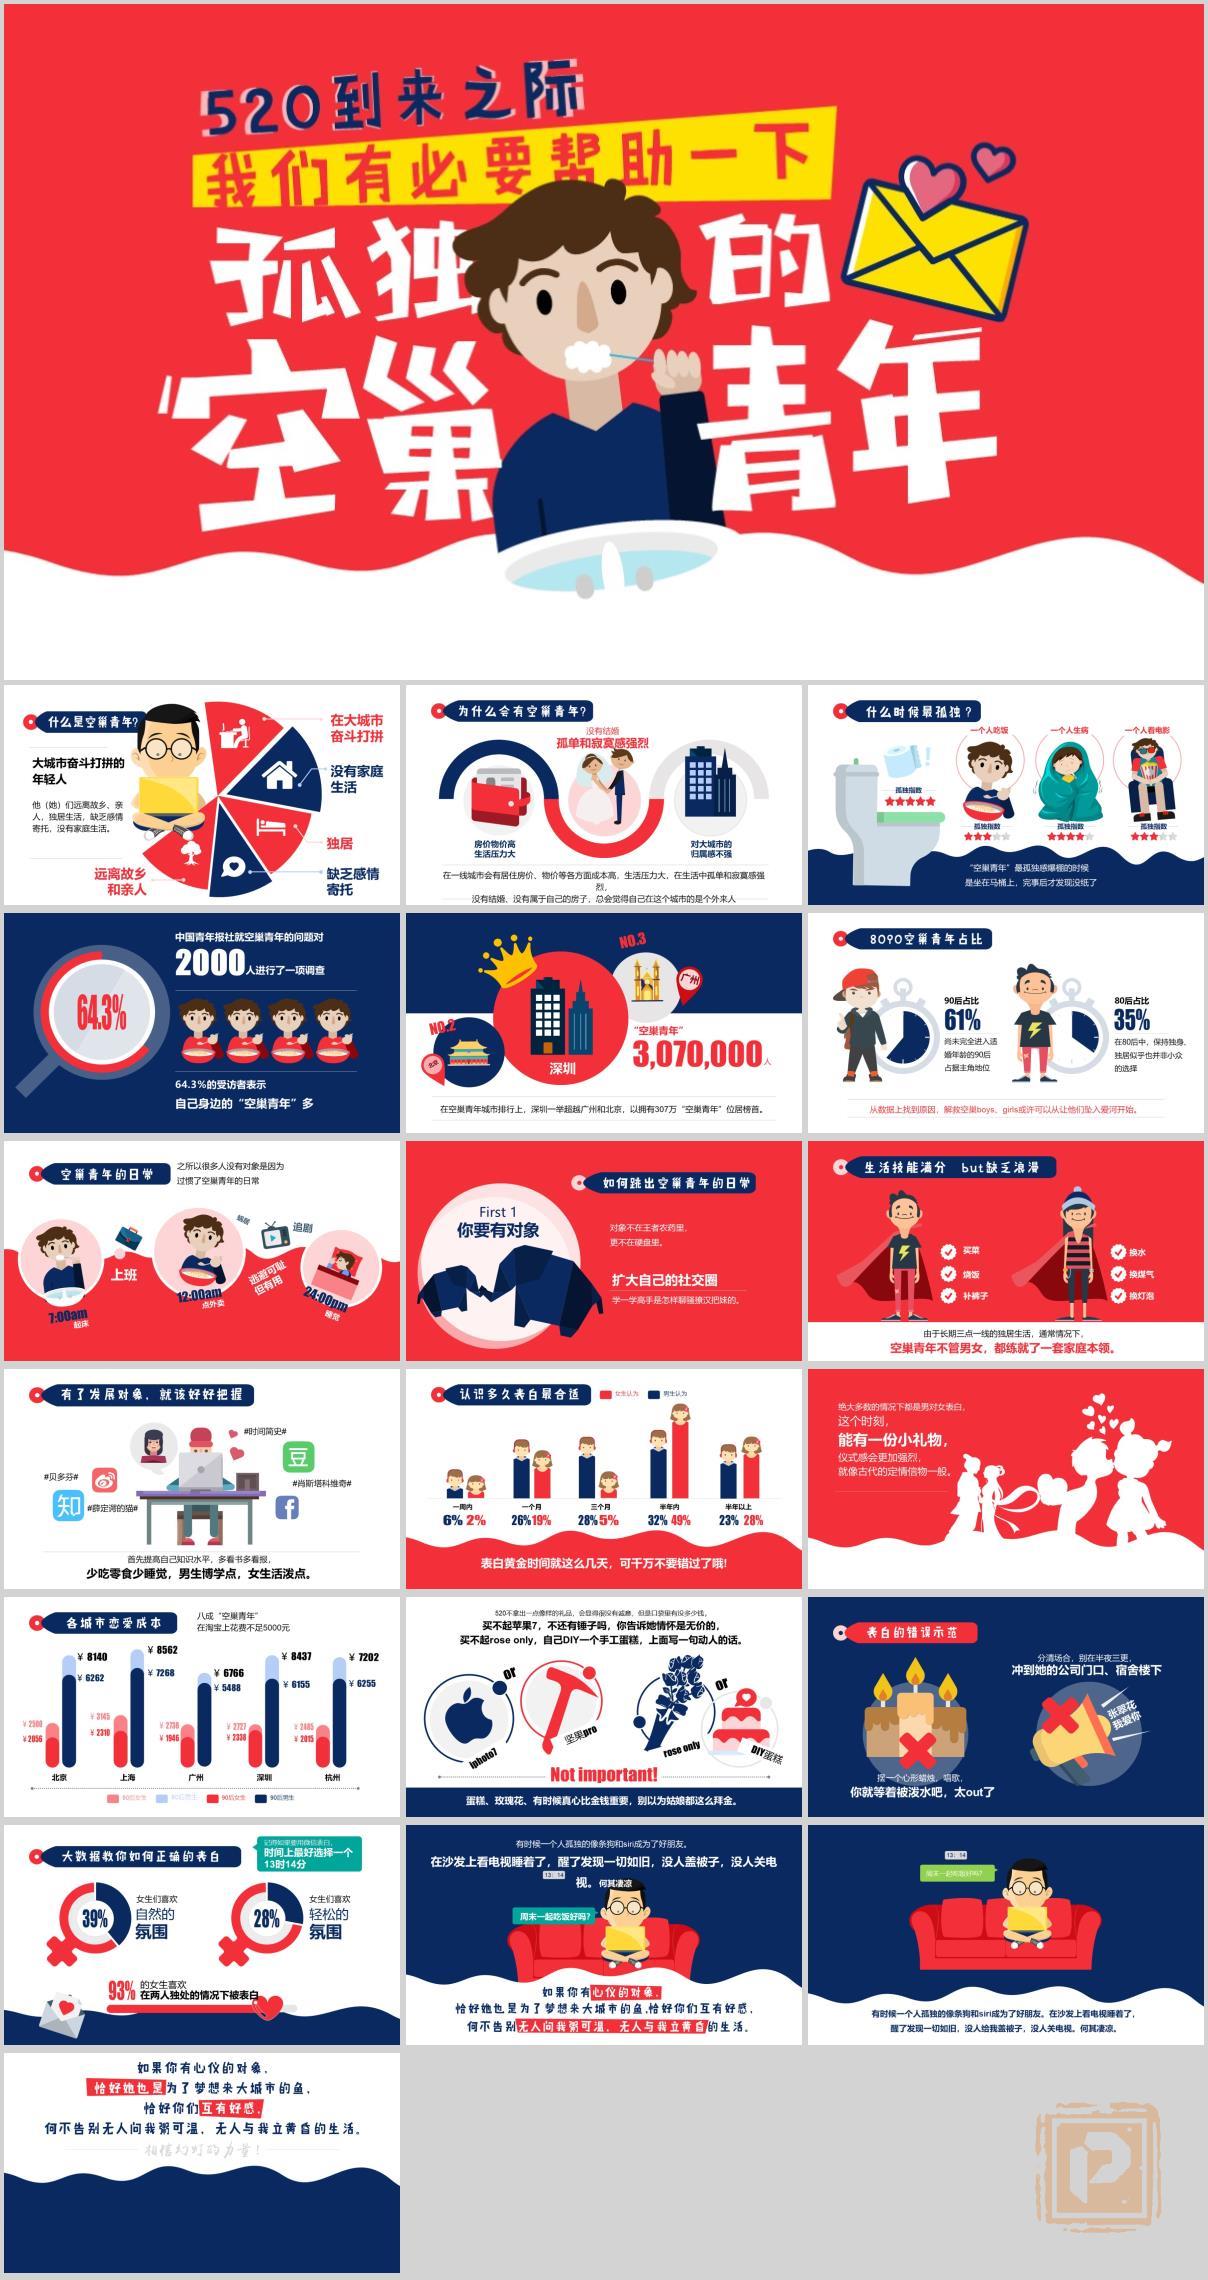 520到来之际
我们有必要帮助一下
孤独的
空巢青年
什么是空巢青年?
大城市奋斗打拼的
年轻人
他（她）们远离故乡、亲
人，独居生活，缺乏感情
寄托，没有家庭生活。
在大城市
奋斗打拼
没有家庭
生活
独居
缺乏感情
寄托
远离故乡
和亲人
为什么会有空巢青年?
没有结婚
孤单和寂寞感强烈
房价物价高
生活压力大
对大城市的
归属感不强
在一线城市会有居住房价、物价等各方面成本高，生活压力大、在生活中孤单和寂寞感强
烈，
没有结婚、没有属于自己的房子，总会觉得自己在这个城市的是个外来人
什么时候最孤独？
一个人吃饭
一个人生病
一个人看电影
孤独指数
孤独指数
孤独指数
孤独指数
“空巢青年”最孤独感爆棚的时候
是坐在马桶上，完事后才发现没纸了
中国青年报社就空巢青年的问题对
2000人进行了一项调查
64.3%
64.3%的受访者表示
自己身边的“空巢青年”多
NO.3
广州
NO.2
北京
深圳
“空巢青年”
3,070,000人
在空巢青年城市排行上，深圳一举超越广州和北京，以拥有307万“空巢青年”位居榜首。
8090空巢青年占比
90后占比
61%
尚未完全进入适
婚年龄的90后
占据主角地位
80后占比
35%
在80后中，保持独身、
独居似乎也并非小众
的选择
从数据上找到原因，解救空巢boys、girls或许可以从让他们坠入爱河开始。
空巢青年的日常
之所以很多人没有对象是因为
过惯了空巢青年的日常
上班
追剧
逃避可耻
但有用
7:00am
起床
12:00am
点外卖
24:00pm
睡觉
如何跳出空巢青年的日常
First 1
你要有对象
对象不在王者农药里，
更不在硬盘里。
扩大自己的社交圈
学一学高手是怎样聊骚撩汉把妹的。
生活技能满分 but缺乏浪漫
买菜
烧饭
补裤子
换水
换煤气
换灯泡
由于长期三点一线的独居生活，通常情况下，
空巢青年不管男女，都练就了一套家庭本领。
有了发展对象，就该好好把握
#时间简史#
豆
#贝多芬#
#肖斯塔科维奇#
知
#薛定谔的猫#
f
首先提高自己知识水平，多看书多看报，
少吃零食少睡觉，男生博学点，女生活泼点。
认识多久表白最合适
女生认为
男生认为
一周内
一个月
三个月
半年内
半年以上
6% 2%
26%19%
28%5%
32% 49%
23% 28%
表白黄金时间就这么几天，可千万不要错过了哦!
绝大多数的情况下都是男对女表白，
这个时刻，
能有一份小礼物，
仪式感会更加强烈，
就像古代的定情信物一般。
各城市恋爱成本
八成“空巢青年”
在淘宝上花费不足5000元
¥ 8140
¥ 6262
¥ 8562
¥ 7268
¥ 6766
¥ 5488
¥ 8437
¥ 6155
¥ 7202
¥ 6255
¥ 2500
¥ 2056
¥ 3145
¥ 2310
¥ 2738
¥ 1946
¥ 2727
¥ 2338
¥ 2485
¥ 2015
北京
上海
广州
深圳
杭州
80后女生
80后男生
90后女生
90后男生
520不拿出一点像样的礼品，会显得很没有诚意，但是口袋里有没多少钱，
买不起苹果7，不还有锤子吗，你告诉她情怀是无价的，
买不起rose only，自己DIY一个手工蛋糕，上面写一句动人的话。
or
iphoto7
坚果pro
or
rose only
DIY蛋糕
Not important!
蛋糕、玫瑰花、有时候真心比金钱重要，别以为姑娘都这么拜金。
表白的错误示范
分清场合，别在半夜三更，
冲到她的公司门口、宿舍楼下
张翠花
我爱你
摆一个心形蜡烛，唱歌，
你就等着被泼水吧，太out了
大数据教你如何正确的表白
记得如果要用微信表白，
时间上最好选择一个
13时14分
39%
女生们喜欢
自然的
氛围
28%
女生们喜欢
轻松的
氛围
93%
的女生喜欢
在两人独处的情况下被表白
有时候一个人孤独的像条狗和siri成为了好朋友。
在沙发上看电视睡着了，醒了发现一切如旧，没人盖被子，没人关电
视。何其凄凉
13: 14
周末一起吃饭好吗?
如果你有心仪的对象，
恰好她也是为了梦想来大城市的鱼，恰好你们互有好感，
何不告别无人问我粥可温，无人与我立黄昏的生活。
13: 14
周末一起吃饭好吗?
有时候一个人孤独的像条狗和siri成为了好朋友。在沙发上看电视睡着了，
醒了发现一切如旧，没人给我盖被子，没人关电视。何其凄凉。
如果你有心仪的对象，
恰好她也是为了梦想来大城市的鱼，
恰好你们互有好感，
何不告别无人问我粥可温，无人与我立黄昏的生活。
相信幻灯的力量！
P